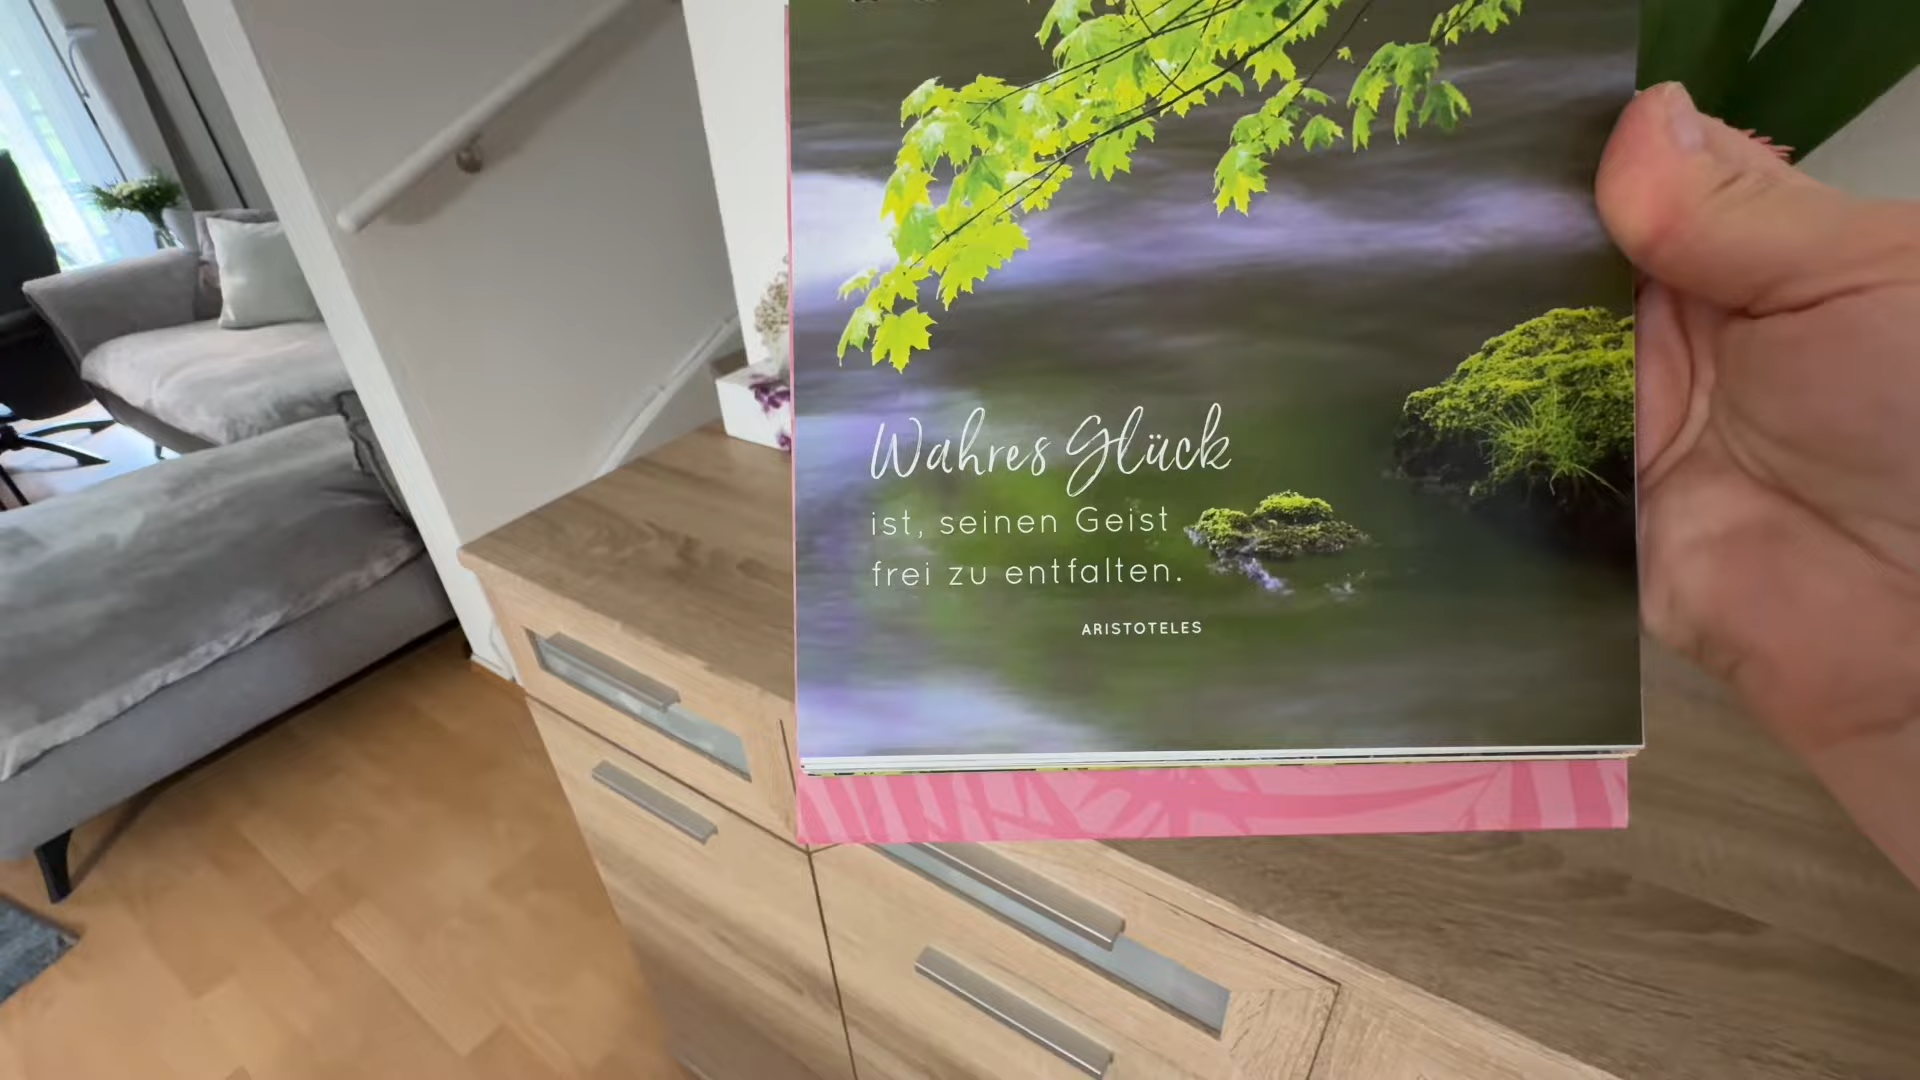 Wahres Glück
ist, seinen Geist
frei zu entfalten.
ARISTOTELES